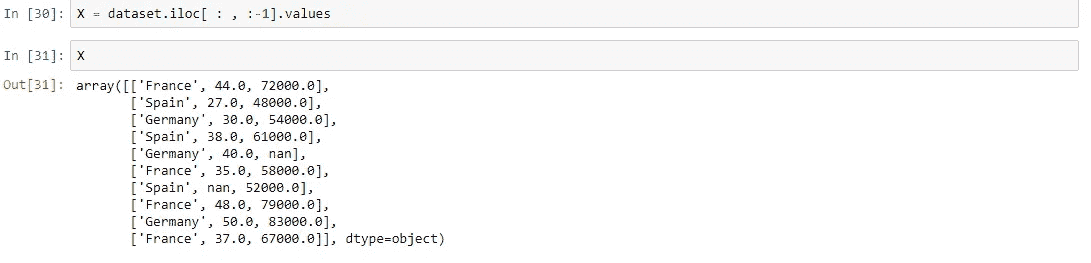 In [30]: X = dataset.iloc[ : , :-1].values
In [31]: X
Out[31]: array([['France', 44.0, 72000.0],
['Spain', 27.0, 48000.0],
['Germany', 30.0, 54000.0],
['Spain', 38.0, 61000.0],
['Germany', 40.0, nan],
['France', 35.0, 58000.0],
['Spain', nan, 52000.0],
['France', 48.0, 79000.0],
['Germany', 50.0, 83000.0],
['France', 37.0, 67000.0]], dtype=object)